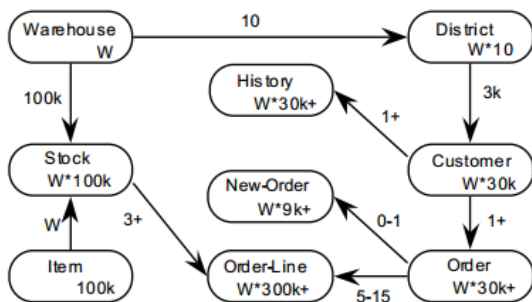 10
Warehouse
W
District
W*10
History
W*30k+
100k
3k
1+
Stock
W*100k
Customer
W*30k
New-Order
W*9k+
W
3+
0-1
1+
Item
100k
Order-Line
W*300k+
Order
W*30k+
5-15